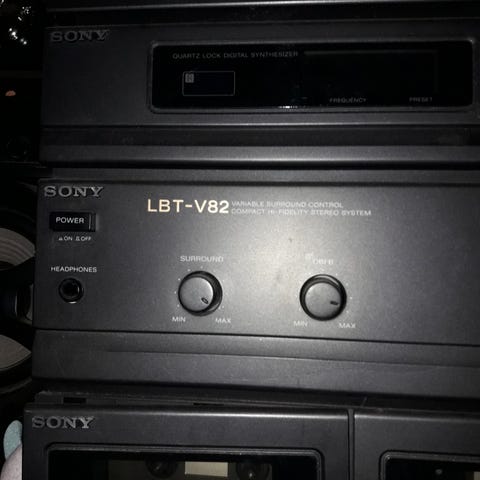 SONY
QUARTZ LOCK DIGITAL SYNTHESIZER
FREQUENCY PRESET
SONY
LBT-V82 VARIABLE SURROUND CONTROL
COMPACT HI-FIDELITY STEREO SYSTEM
POWER
ON OFF
HEADPHONES
SURROUND
MIN MAX
DBFB
MIN MAX
SONY